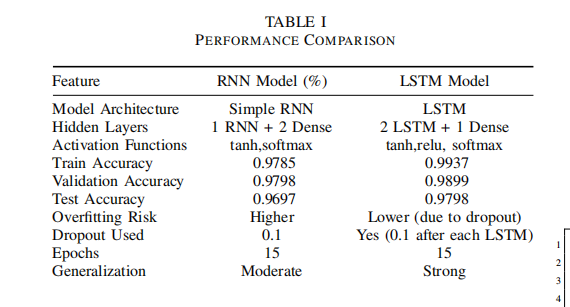 TABLE I
PERFORMANCE COMPARISON
Feature RNN Model (%) LSTM Model
Model Architecture Simple RNN LSTM
Hidden Layers 1 RNN + 2 Dense 2 LSTM + 1 Dense
Activation Functions tanh,softmax tanh,relu, softmax
Train Accuracy 0.9785 0.9937
Validation Accuracy 0.9798 0.9899
Test Accuracy 0.9697 0.9798
Overfitting Risk Higher Lower (due to dropout)
Dropout Used 0.1 Yes (0.1 after each LSTM)
Epochs 15 15
Generalization Moderate Strong
1
2
3
4